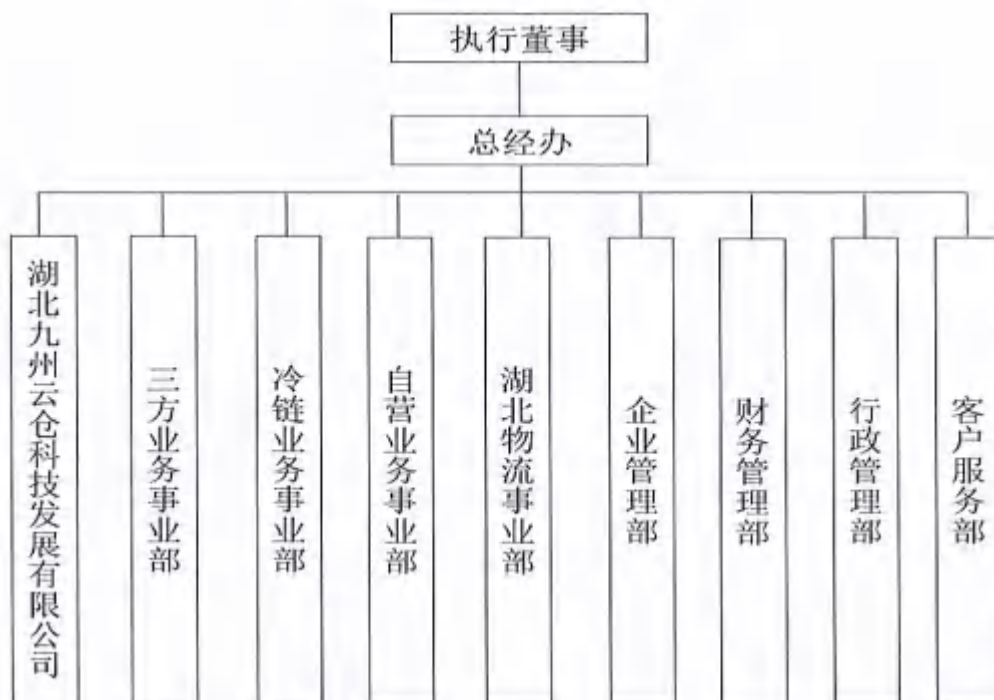 执行董事
总经办
湖北九州云仓科技发展有限公司
三方业务事业部
冷链业务事业部
自营业务事业部
湖北物流事业部
企业管理部
财务管理部
行政管理部
客户服务部